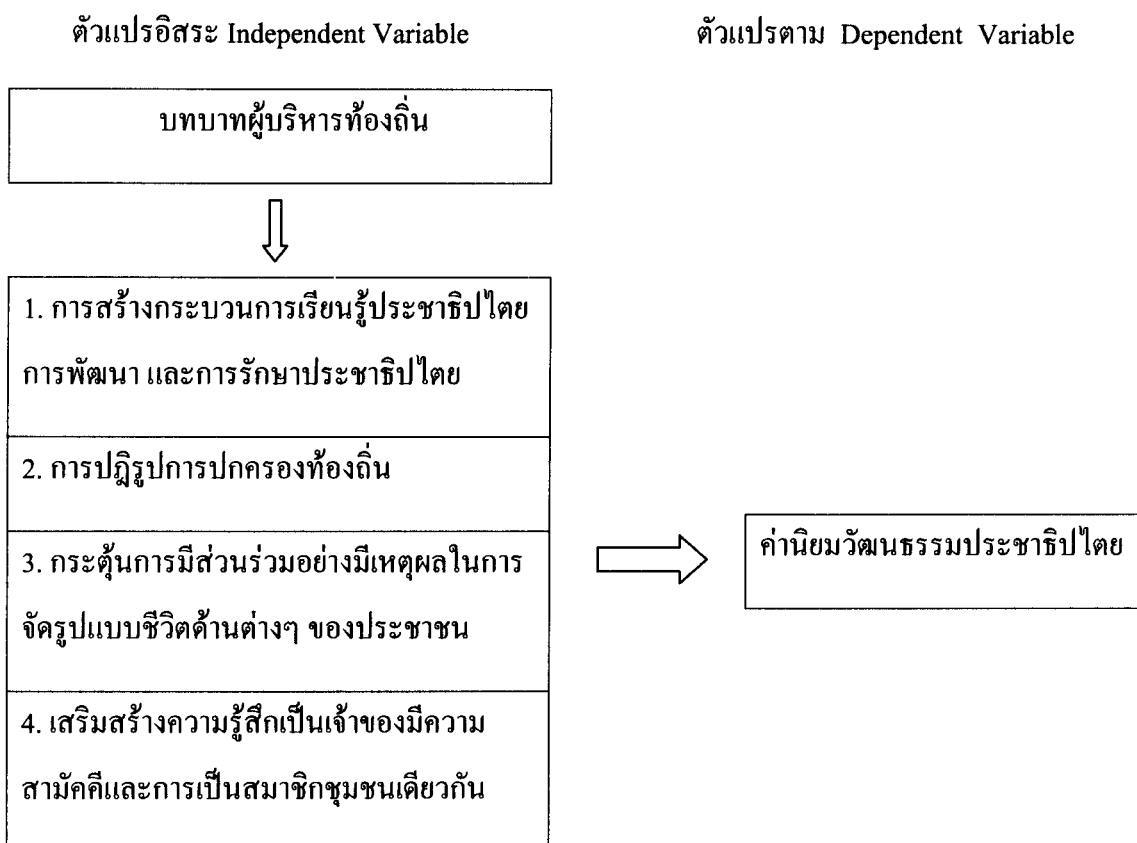 ตัวแปรอิสระ Independent Variable
ตัวแปรตาม Dependent Variable
บทบาทผู้บริหารท้องถิ่น
1. การสร้างกระบวนการเรียนรู้ประชาธิปไตย
การพัฒนา และการรักษาประชาธิปไตย
2. การปฎิรูปการปกครองท้องถิ่น
3. กระตุ้นการมีส่วนร่วมอย่างมีเหตุผลในการ
จัดรูปแบบชีวิตด้านต่างๆ ของประชาชน
4. เสริมสร้างความรู้สึกเป็นเจ้าของมีความ
สามัคคีและการเป็นสมาชิกชุมชนเดียวกัน
ค่านิยมวัฒนธรรมประชาธิปไตย